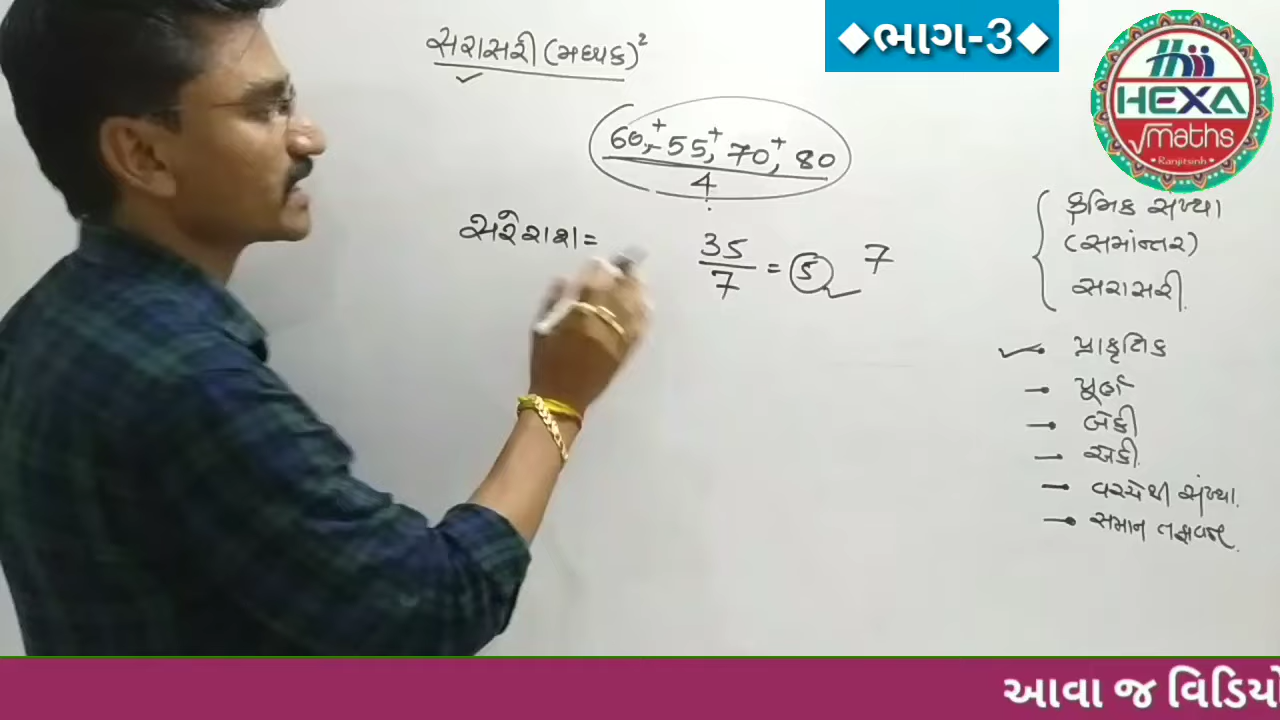 ◆ભાગ-3◆
HEXA
maths
Ranjitsinh
સરાસરી (મધ્યક)²
60, + 55, + 70, + 80
4
સરેરાશ =
35
7
= 5
7
ક્રમિક સંખ્યા
(સમાંન્તર)
સરાસરી.
પ્રાકૃતિક
પૂર્ણ
બેકી
એકી.
વચ્ચેથી સંખ્યા.
સમાન તફાવત.
આવા જ વિડિયો